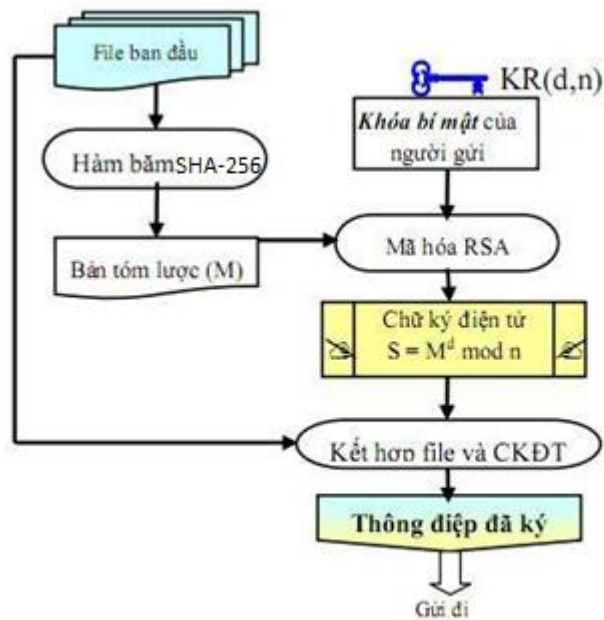 File ban đầu
KR(d,n)
Khóa bí mật của
người gửi
Hàm bămSHA-256
Bản tóm lược (M)
Mã hóa RSA
Chữ ký điện tử
S = M^d mod n
Kết hợp file và CKĐT
Thông điệp đã ký
Gửi đi